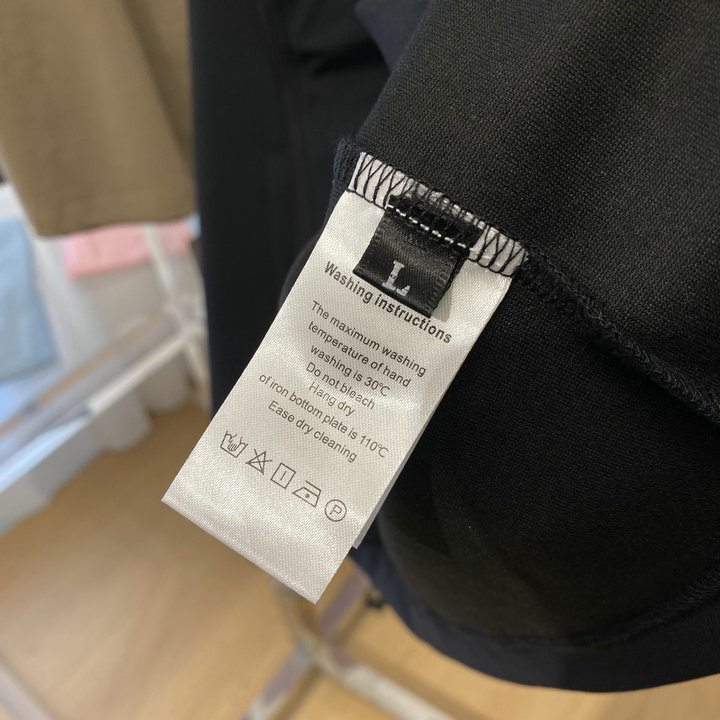 L
Washing instructions
The maximum washing
temperature of hand
washing is 30℃
Do not bleach
Hang dry
of iron bottom plate is 110℃
Ease dry cleaning
P